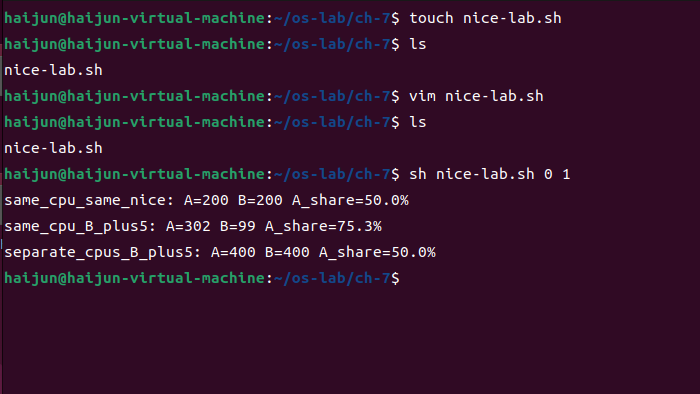 haijun@haijun-virtual-machine:~/os-lab/ch-7$ touch nice-lab.sh
haijun@haijun-virtual-machine:~/os-lab/ch-7$ ls
nice-lab.sh
haijun@haijun-virtual-machine:~/os-lab/ch-7$ vim nice-lab.sh
haijun@haijun-virtual-machine:~/os-lab/ch-7$ ls
nice-lab.sh
haijun@haijun-virtual-machine:~/os-lab/ch-7$ sh nice-lab.sh 0 1
same_cpu_same_nice: A=200 B=200 A_share=50.0%
same_cpu_B_plus5: A=302 B=99 A_share=75.3%
separate_cpus_B_plus5: A=400 B=400 A_share=50.0%
haijun@haijun-virtual-machine:~/os-lab/ch-7$